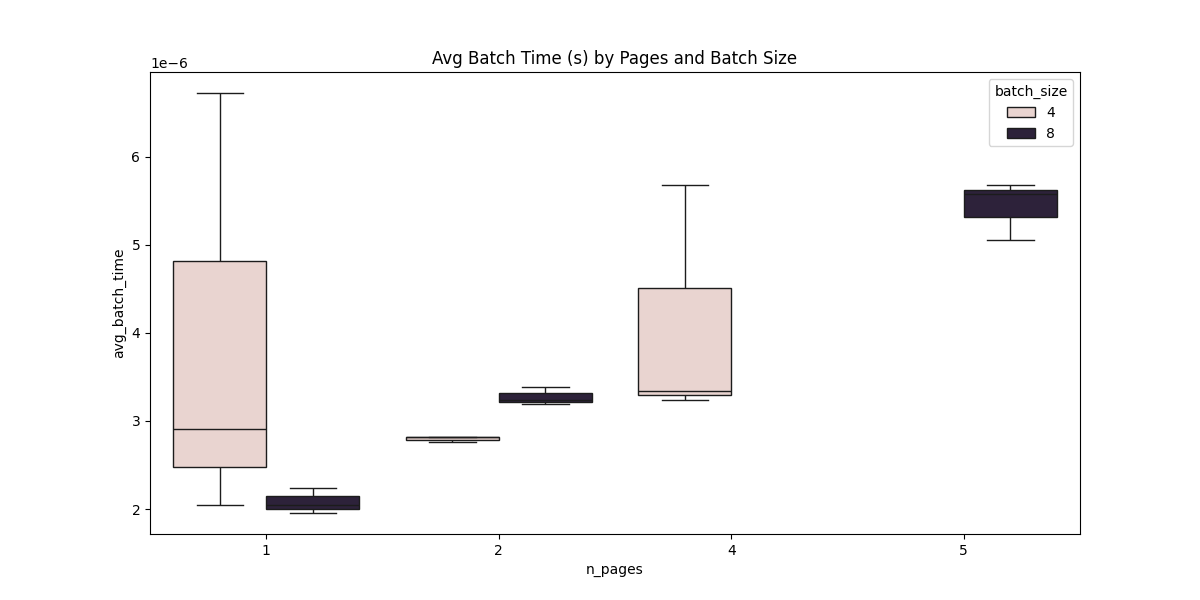 Avg Batch Time (s) by Pages and Batch Size
1e−6
batch_size
4
8
6
5
4
3
2
avg_batch_time
1 2 4 5
n_pages